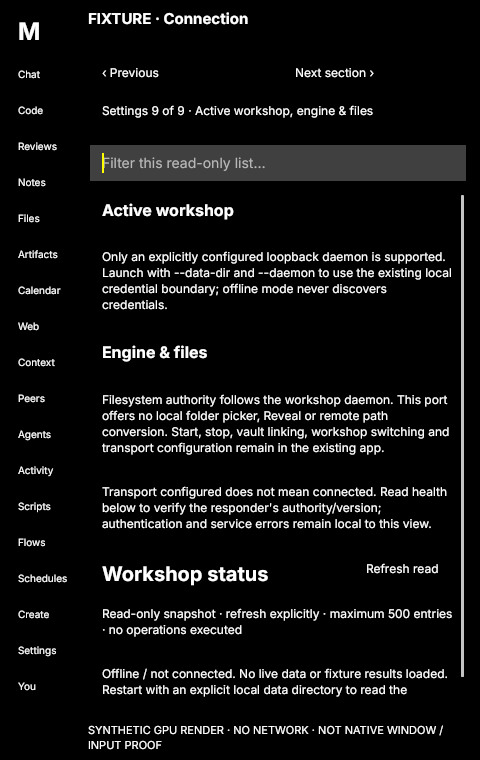 M
FIXTURE · Connection
Chat
Code
Reviews
Notes
Files
Artifacts
Calendar
Web
Context
Peers
Agents
Activity
Scripts
Flows
Schedules
Create
Settings
You
‹ Previous
Next section ›
Settings 9 of 9 · Active workshop, engine & files
Filter this read-only list...
Active workshop
Only an explicitly configured loopback daemon is supported.
Launch with --data-dir and --daemon to use the existing local
credential boundary; offline mode never discovers
credentials.
Engine & files
Filesystem authority follows the workshop daemon. This port
offers no local folder picker, Reveal or remote path
conversion. Start, stop, vault linking, workshop switching and
transport configuration remain in the existing app.
Transport configured does not mean connected. Read health
below to verify the responder's authority/version;
authentication and service errors remain local to this view.
Workshop status
Refresh read
Read-only snapshot · refresh explicitly · maximum 500 entries
· no operations executed
Offline / not connected. No live data or fixture results loaded.
Restart with an explicit local data directory to read the
SYNTHETIC GPU RENDER · NO NETWORK · NOT NATIVE WINDOW /
INPUT PROOF